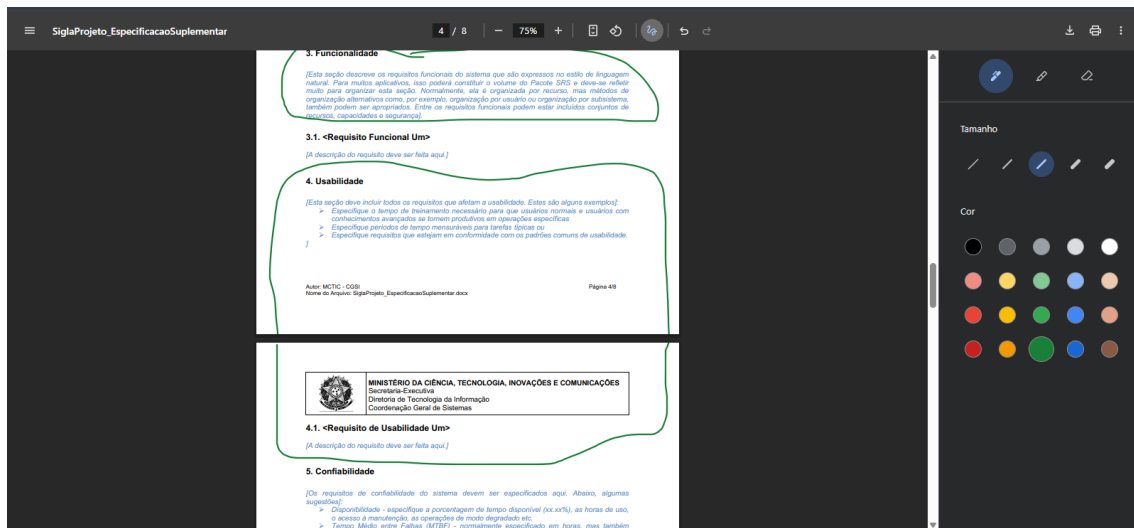 SiglaProjeto_EspecificacaoSuplementar
4 / 8
75%
3. Funcionalidade
[Esta seção descreve os requisitos funcionais do sistema que são expressos no estilo de linguagem
natural. Para muitos aplicativos, isso poderá constituir o volume do Pacote SRS e deve-se refletir
muito para organizar esta seção. Normalmente, ela é organizada por recurso, mas métodos de
organização alternativos como, por exemplo, organização por usuário ou organização por subsistema,
também podem ser apropriados. Entre os requisitos funcionais podem estar incluídos conjuntos de
recursos, capacidades e segurança].
3.1. <Requisito Funcional Um>
[A descrição do requisito deve ser feita aqui.]
4. Usabilidade
[Esta seção deve incluir todos os requisitos que afetam a usabilidade. Estes são alguns exemplos]:
➢ Especifique o tempo de treinamento necessário para que usuários normais e usuários com
conhecimentos avançados se tornem produtivos em operações específicas
➢ Especifique períodos de tempo mensuráveis para tarefas típicas ou
➢ Especifique requisitos que estejam em conformidade com os padrões comuns de usabilidade.
]
Autor: MCTIC - CGSI
Página 4/8
Nome do Arquivo: SiglaProjeto_EspecificacaoSuplementar.docx
MINISTÉRIO DA CIÊNCIA, TECNOLOGIA, INOVAÇÕES E COMUNICAÇÕES
Secretaria-Executiva
Diretoria de Tecnologia da Informação
Coordenação Geral de Sistemas
4.1. <Requisito de Usabilidade Um>
[A descrição do requisito deve ser feita aqui.]
5. Confiabilidade
[Os requisitos de confiabilidade do sistema devem ser especificados aqui. Abaixo, algumas
sugestões]:
➢ Disponibilidade - especifique a porcentagem de tempo disponível (xx.xx%), as horas de uso,
o acesso à manutenção, as operações de modo degradado etc.
➢ Tempo Médio entre Falhas (MTBF) - normalmente especificado em horas, mas também
Tamanho
Cor